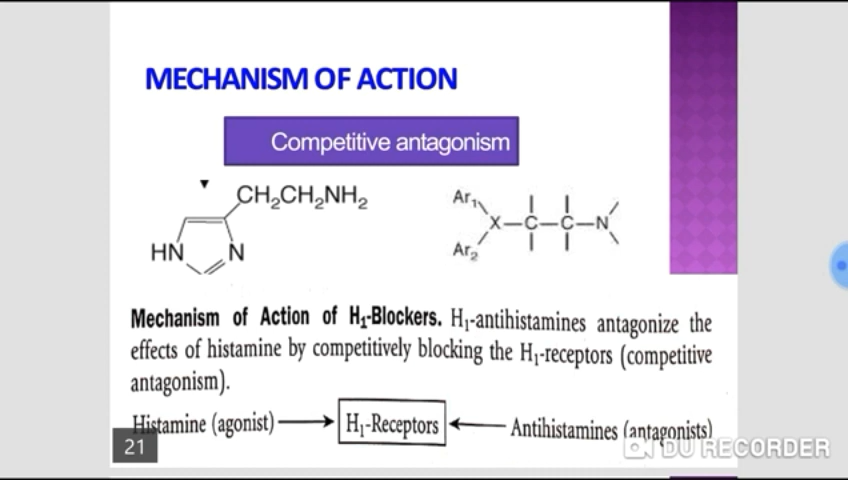 MECHANISM OF ACTION
Competitive antagonism
CH₂CH₂NH₂
HN N
Ar₁
X–C–C–N
Ar₂
Mechanism of Action of H₁-Blockers. H₁-antihistamines antagonize the
effects of histamine by competitively blocking the H₁-receptors (competitive
antagonism).
Histamine (agonist) → H₁-Receptors ← Antihistamines (antagonists)
21
DU RECORDER